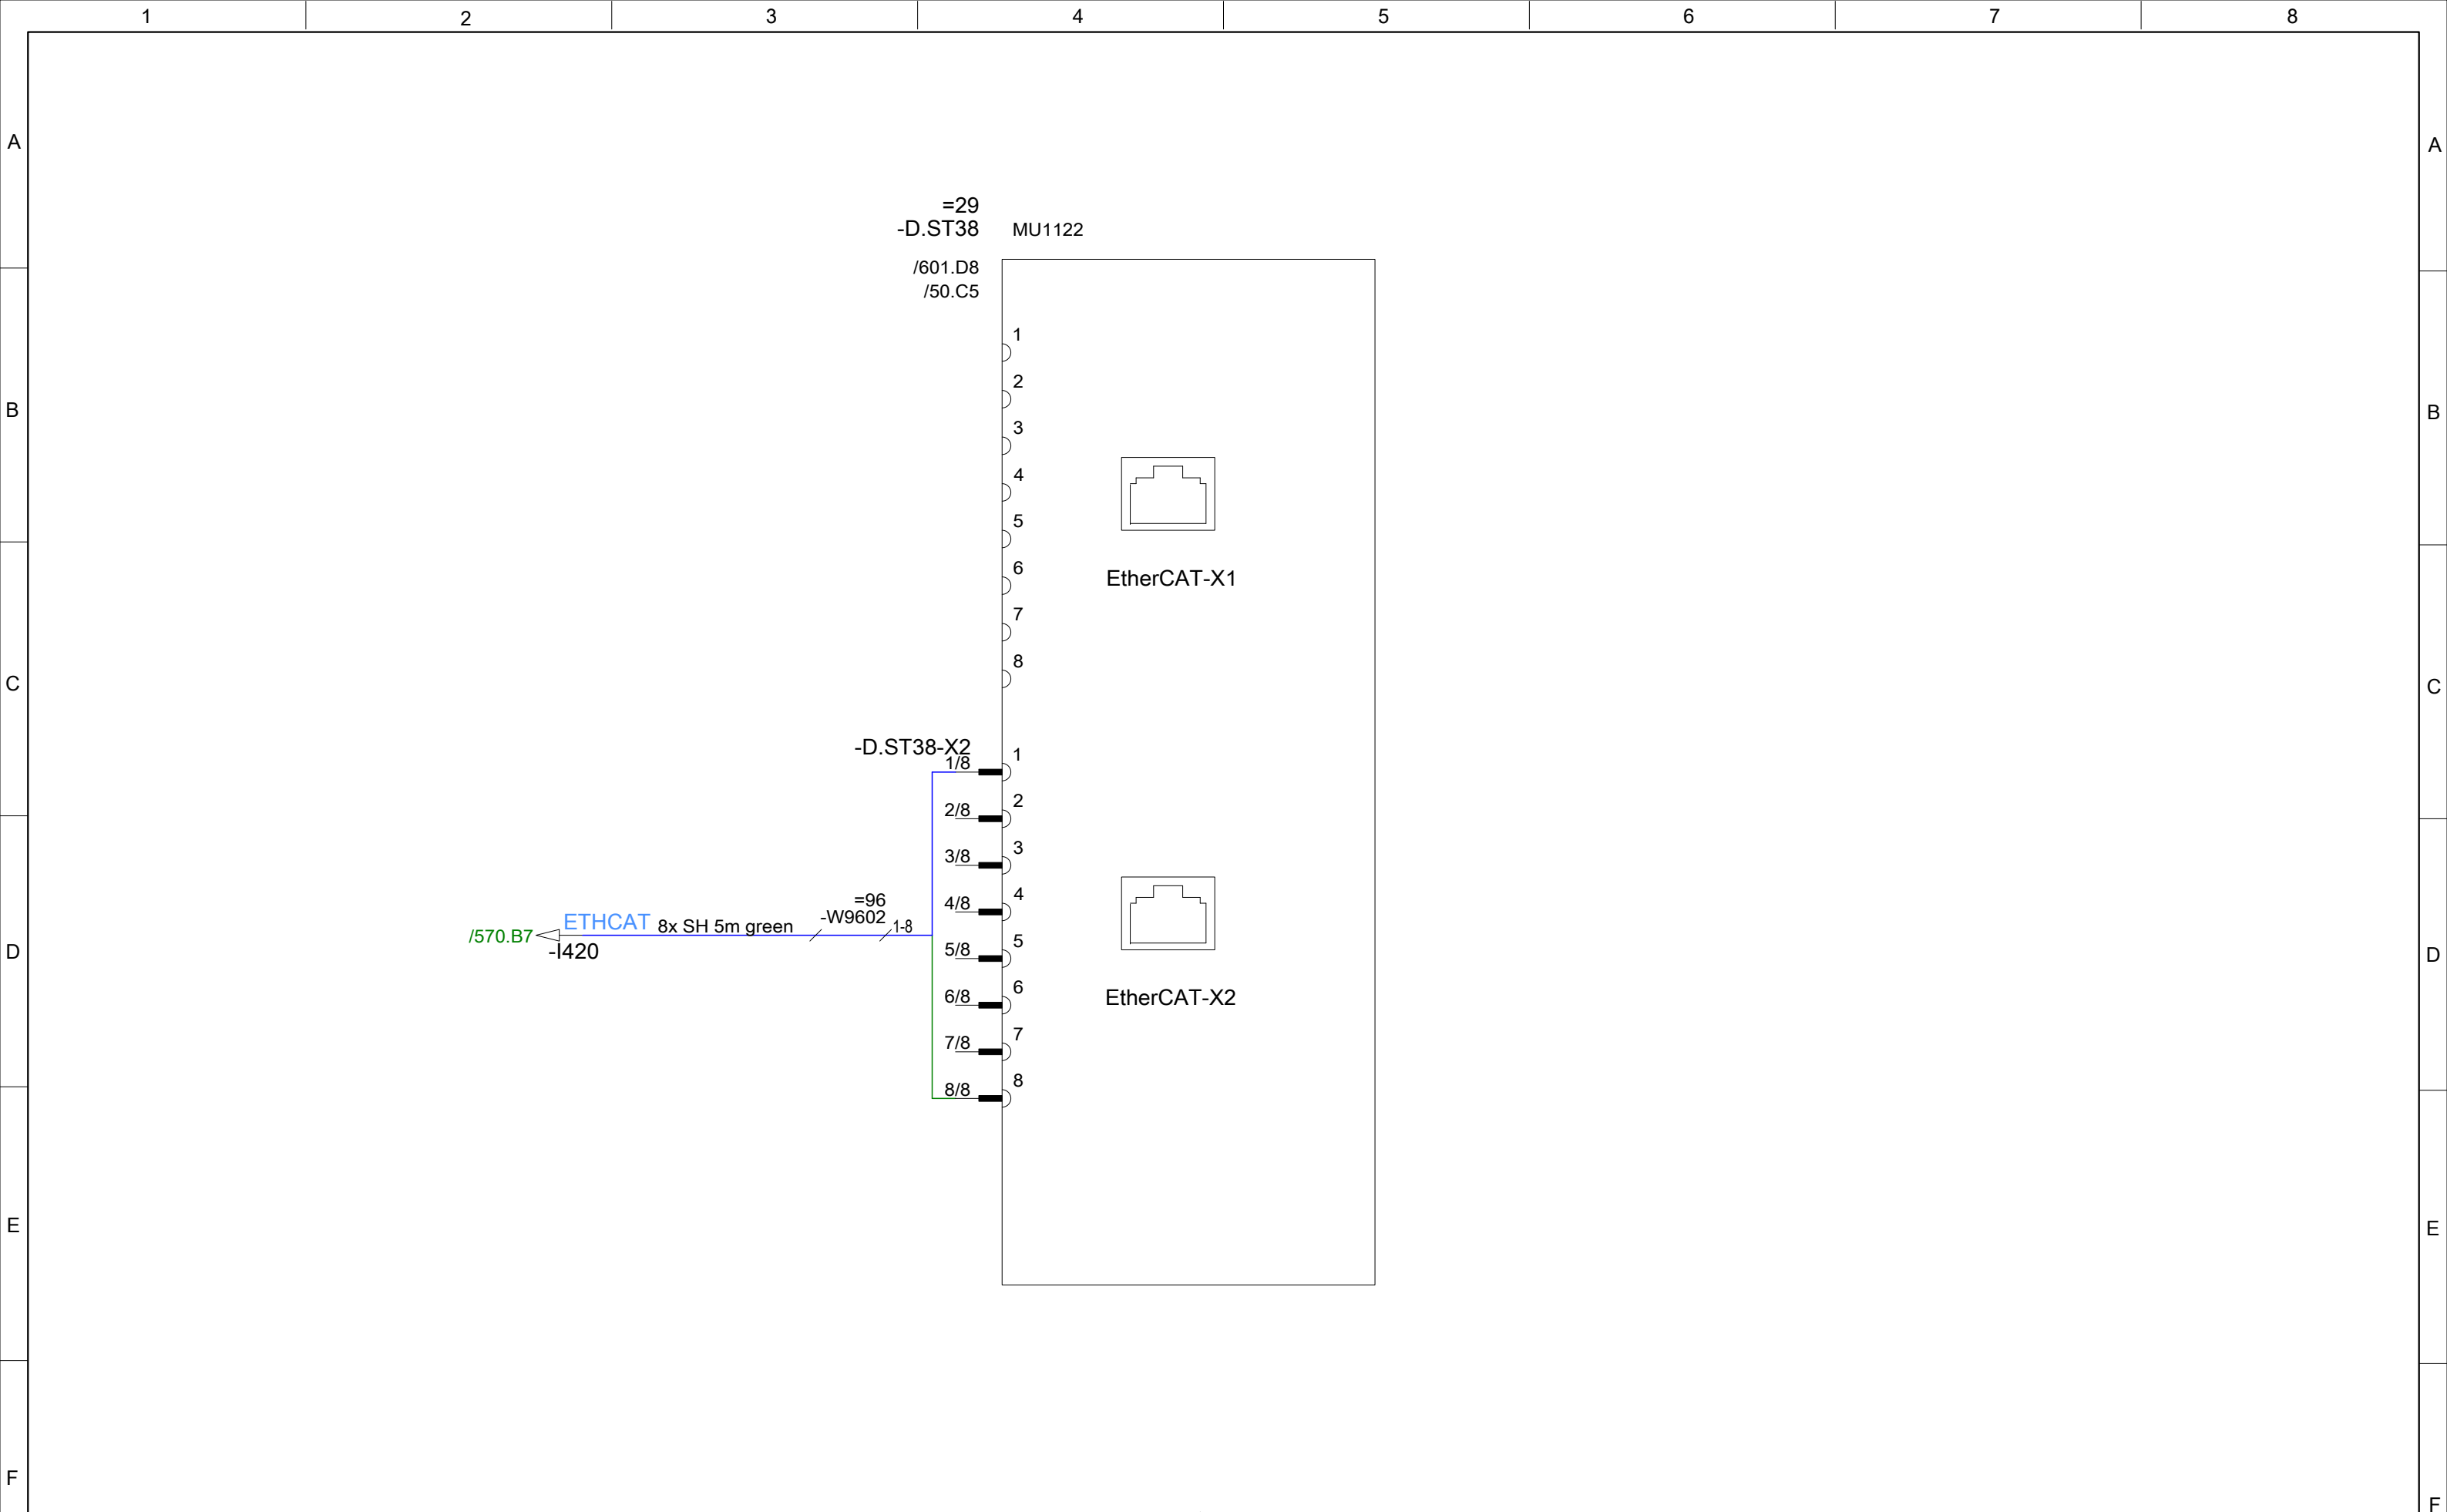 1 2 3 4 5 6 7 8
A A
=29
-D.ST38 MU1122
/601.D8
/50.C5
1
2
B B
3
4
5
6
EtherCAT-X1
7
8
C C
-D.ST38-X2
1/8 1
2/8 2
3/8 3
=96
4/8 4
-W9602
ETHCAT 8x SH 5m green 1-8
/570.B7
-I420
5/8 5
D D
6/8 6
EtherCAT-X2
7/8 7
8/8 8
E E
F F